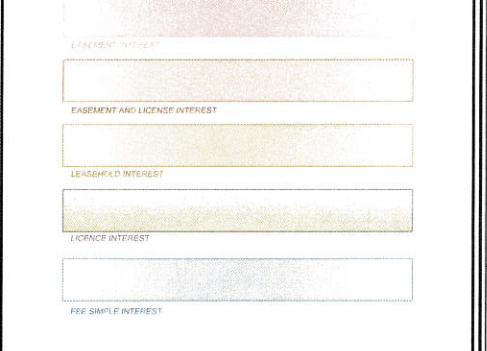 EASEMENT INTEREST
EASEMENT AND LICENSE INTEREST
LEASEHOLD INTEREST
LICENCE INTEREST
FEE SIMPLE INTEREST